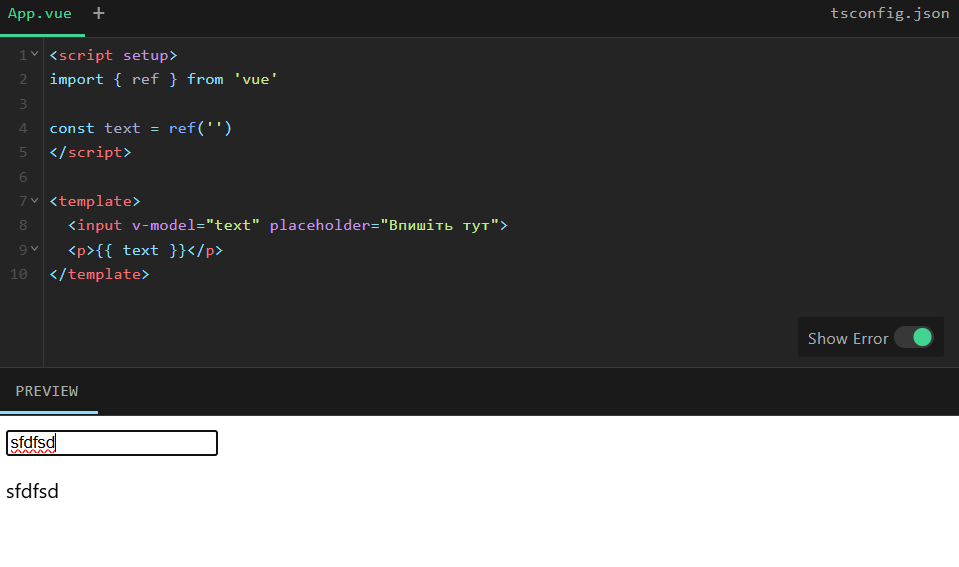 App.vue + tsconfig.json
1 <script setup>
2 import { ref } from 'vue'
3
4 const text = ref('')
5 </script>
6
7 <template>
8   <input v-model="text" placeholder="Впишіть тут">
9   <p>{{ text }}</p>
10 </template>
Show Error
PREVIEW
sfdfsd
sfdfsd